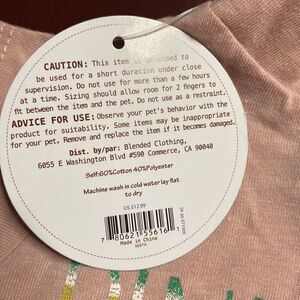 CAUTION: This item is intended to
be used for a short duration under close
supervision. Do not use for more than a few hours
at a time. Sizing should allow room for 2 fingers to
fit between the item and the pet. Do not use as a restraint.
ADVICE FOR USE: Observe your pet's behavior with the
product for suitability. Some items may be inappropriate
for your pet. Remove and replace the item if it becomes damaged.
Dist. by/par: Blended Clothing,
6055 E Washington Blvd #590 Commerce, CA 90040
Self:60%Cotton 40%Polyester
Machine wash in cold water lay flat
to dry
US $12.99
7 80621 55616 1
Made in China